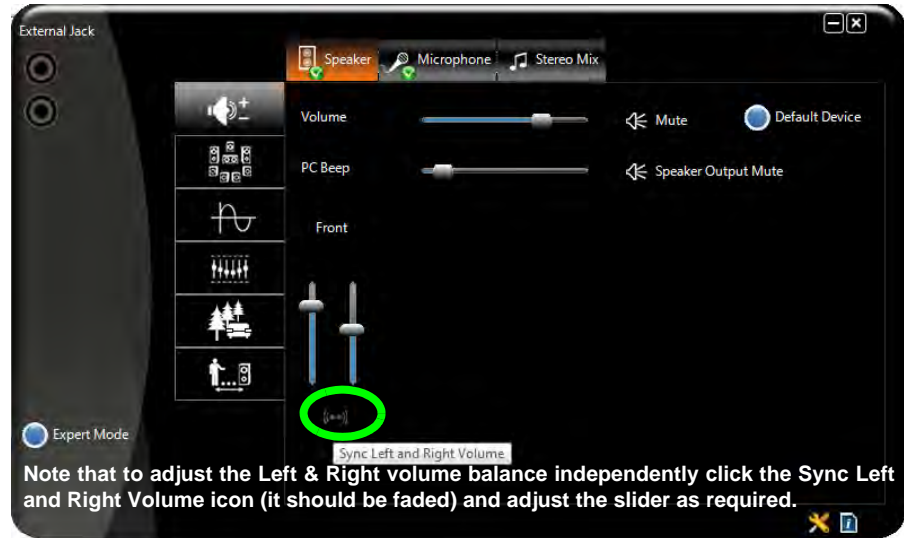 External Jack
Speaker
Microphone
Stereo Mix
Volume
Mute
Default Device
PC Beep
Speaker Output Mute
Front
Expert Mode
Sync Left and Right Volume
Note that to adjust the Left & Right volume balance independently click the Sync Left
and Right Volume icon (it should be faded) and adjust the slider as required.